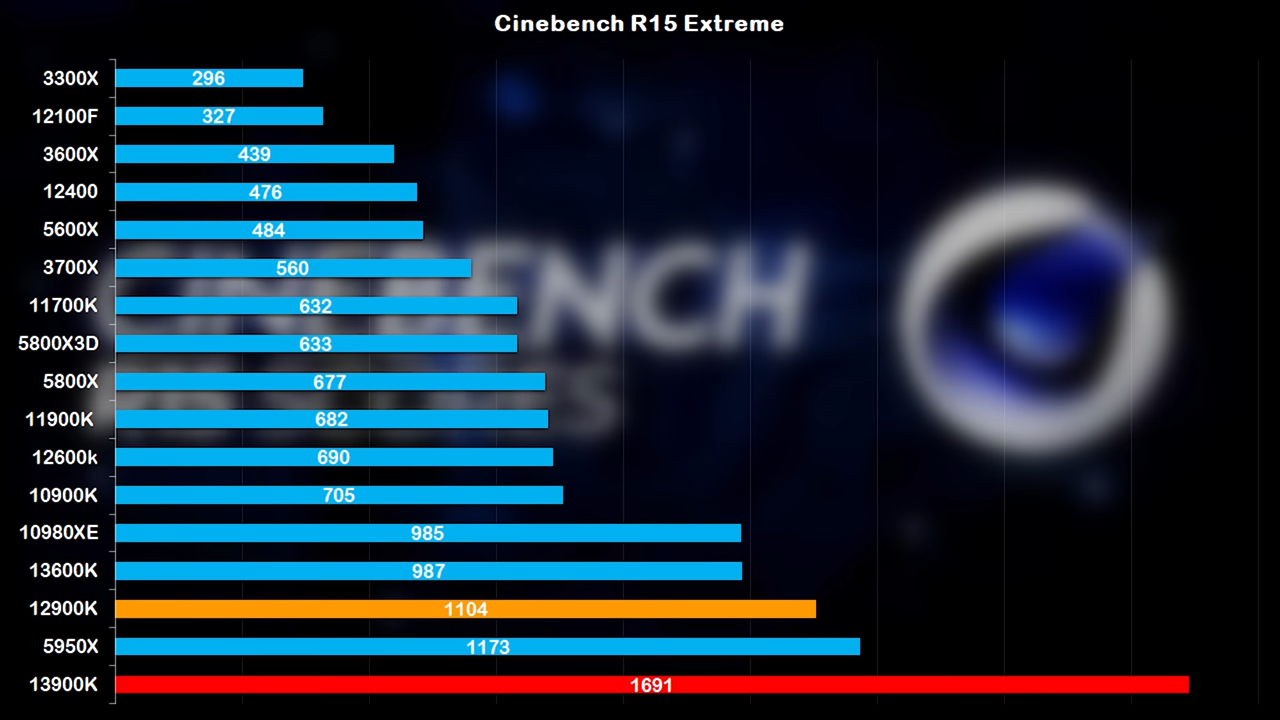 Cinebench R15 Extreme
3300X 296
12100F 327
3600X 439
12400 476
5600X 484
3700X 560
11700K 632
5800X3D 633
5800X 677
11900K 682
12600k 690
10900K 705
10980XE 985
13600K 987
12900K 1104
5950X 1173
13900K 1691
CINEBENCH